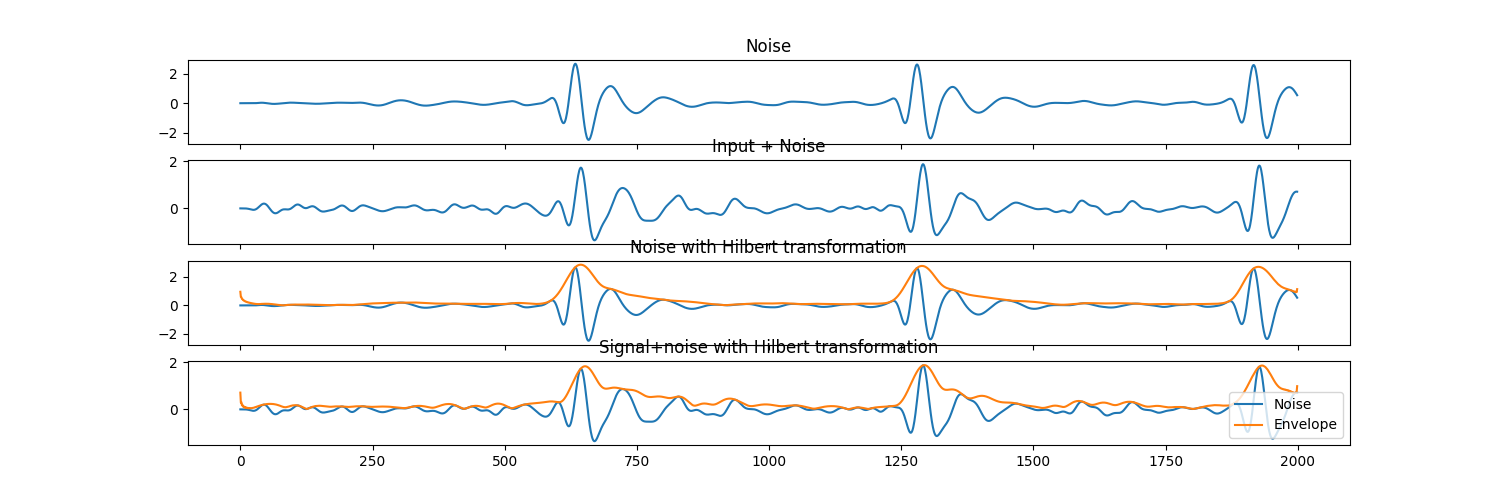 Noise
2
0
−2
Input + Noise
2
0
Noise with Hilbert transformation
2
0
−2
Signal+noise with Hilbert transformation
2
0
Noise
Envelope
0 250 500 750 1000 1250 1500 1750 2000